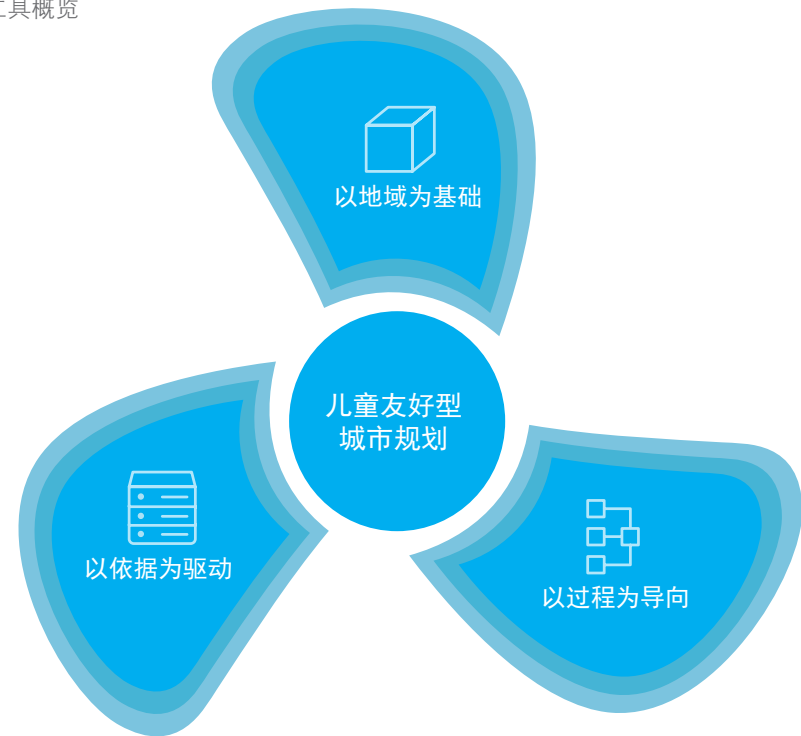 工具概览
以地域为基础
儿童友好型
城市规划
以依据为驱动
以过程为导向